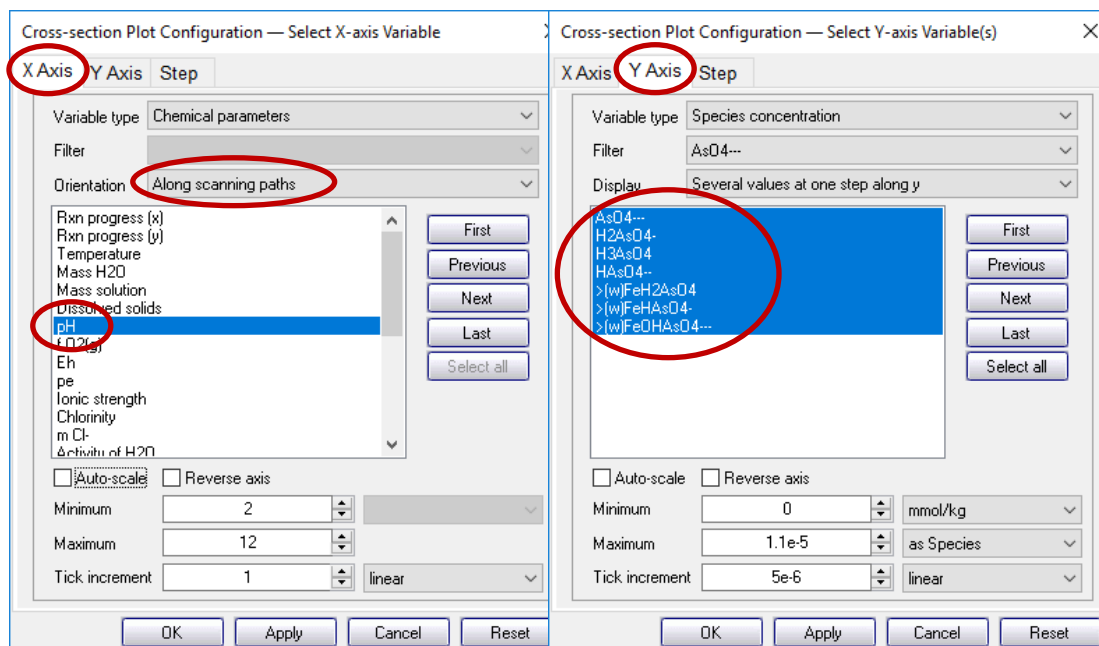 Cross-section Plot Configuration — Select X-axis Variable
X Axis Y Axis Step
Variable type Chemical parameters
Filter
Orientation Along scanning paths
Rxn progress (x)
Rxn progress (y)
Temperature
Mass H2O
Mass solution
Dissolved solids
pH
f O2(g)
Eh
pe
Ionic strength
Chlorinity
m Cl-
Activity of H2O
First
Previous
Next
Last
Select all
Auto-scale Reverse axis
Minimum 2
Maximum 12
Tick increment 1 linear
OK Apply Cancel Reset
Cross-section Plot Configuration — Select Y-axis Variable(s)
X Axis Y Axis Step
Variable type Species concentration
Filter AsO4---
Display Several values at one step along y
AsO4---
H2AsO4-
H3AsO4
HAsO4--
>(w)FeH2AsO4
>(w)FeHAsO4-
>(w)FeOHAsO4---
First
Previous
Next
Last
Select all
Auto-scale Reverse axis
Minimum 0 mmol/kg
Maximum 1.1e-5 as Species
Tick increment 5e-6 linear
OK Apply Cancel Reset